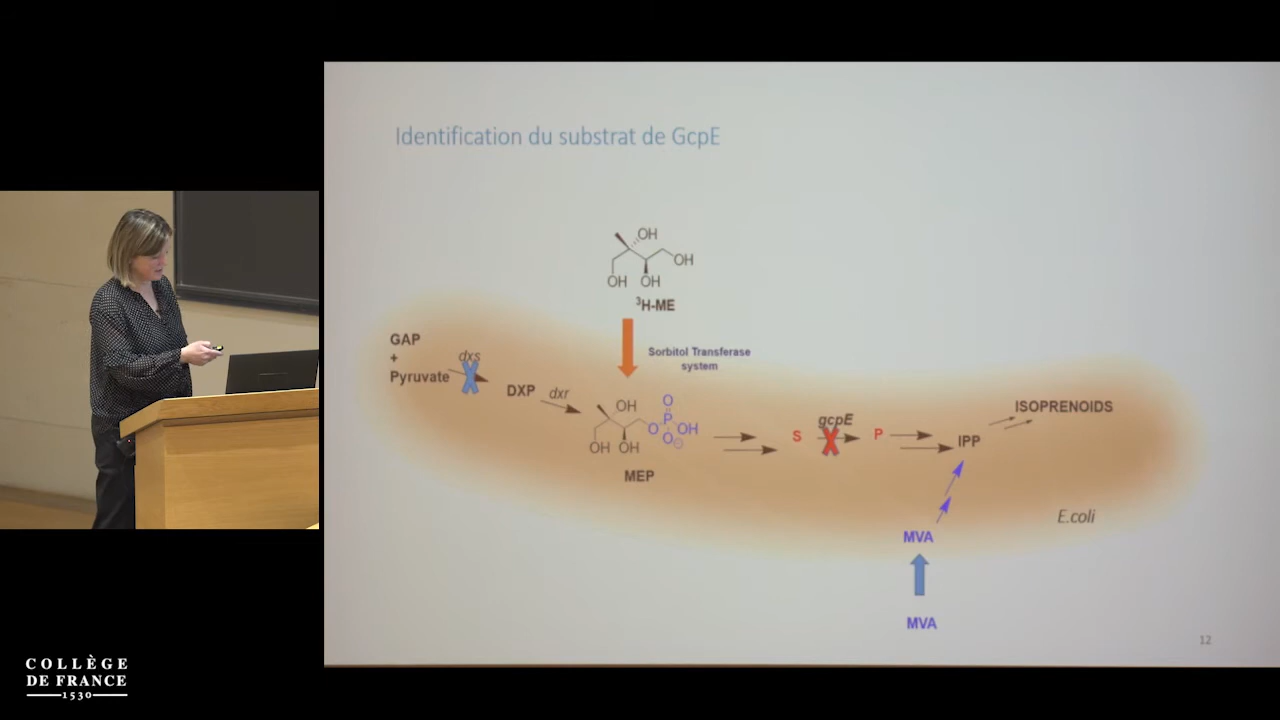 Identification du substrat de GcpE
OH
OH
OH
OH
³H-ME
GAP
+
Pyruvate
dxs
Sorbitol Transferase
system
DXP
dxr
OH
O
P
O
OH
O
⊖
OH
OH
MEP
S
gcpE
P
IPP
ISOPRENOIDS
E.coli
MVA
MVA
12
COLLÈGE
DE FRANCE
1530